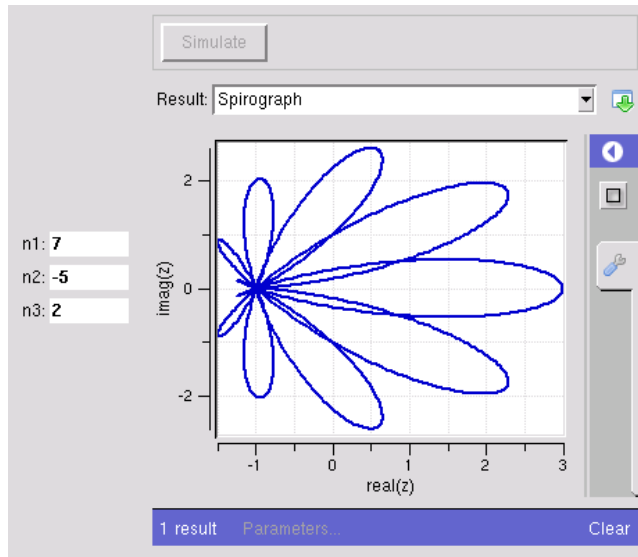 Simulate
Result: Spirograph
n1: 7
n2: -5
n3: 2
imag(z)
2
0
-2
-1 0 1 2 3
real(z)
1 result Parameters... Clear